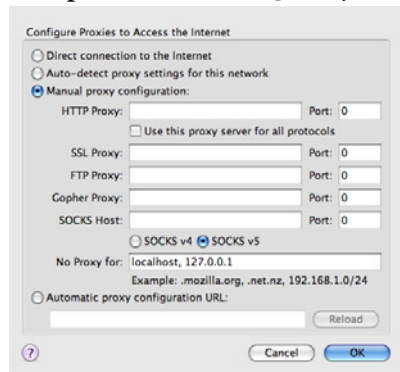 Configure Proxies to Access the Internet
Direct connection to the Internet
Auto-detect proxy settings for this network
Manual proxy configuration:
HTTP Proxy: Port: 0
Use this proxy server for all protocols
SSL Proxy: Port: 0
FTP Proxy: Port: 0
Gopher Proxy: Port: 0
SOCKS Host: Port: 0
SOCKS v4 SOCKS v5
No Proxy for: localhost, 127.0.0.1
Example: .mozilla.org, .net.nz, 192.168.1.0/24
Automatic proxy configuration URL:
Reload
? Cancel OK